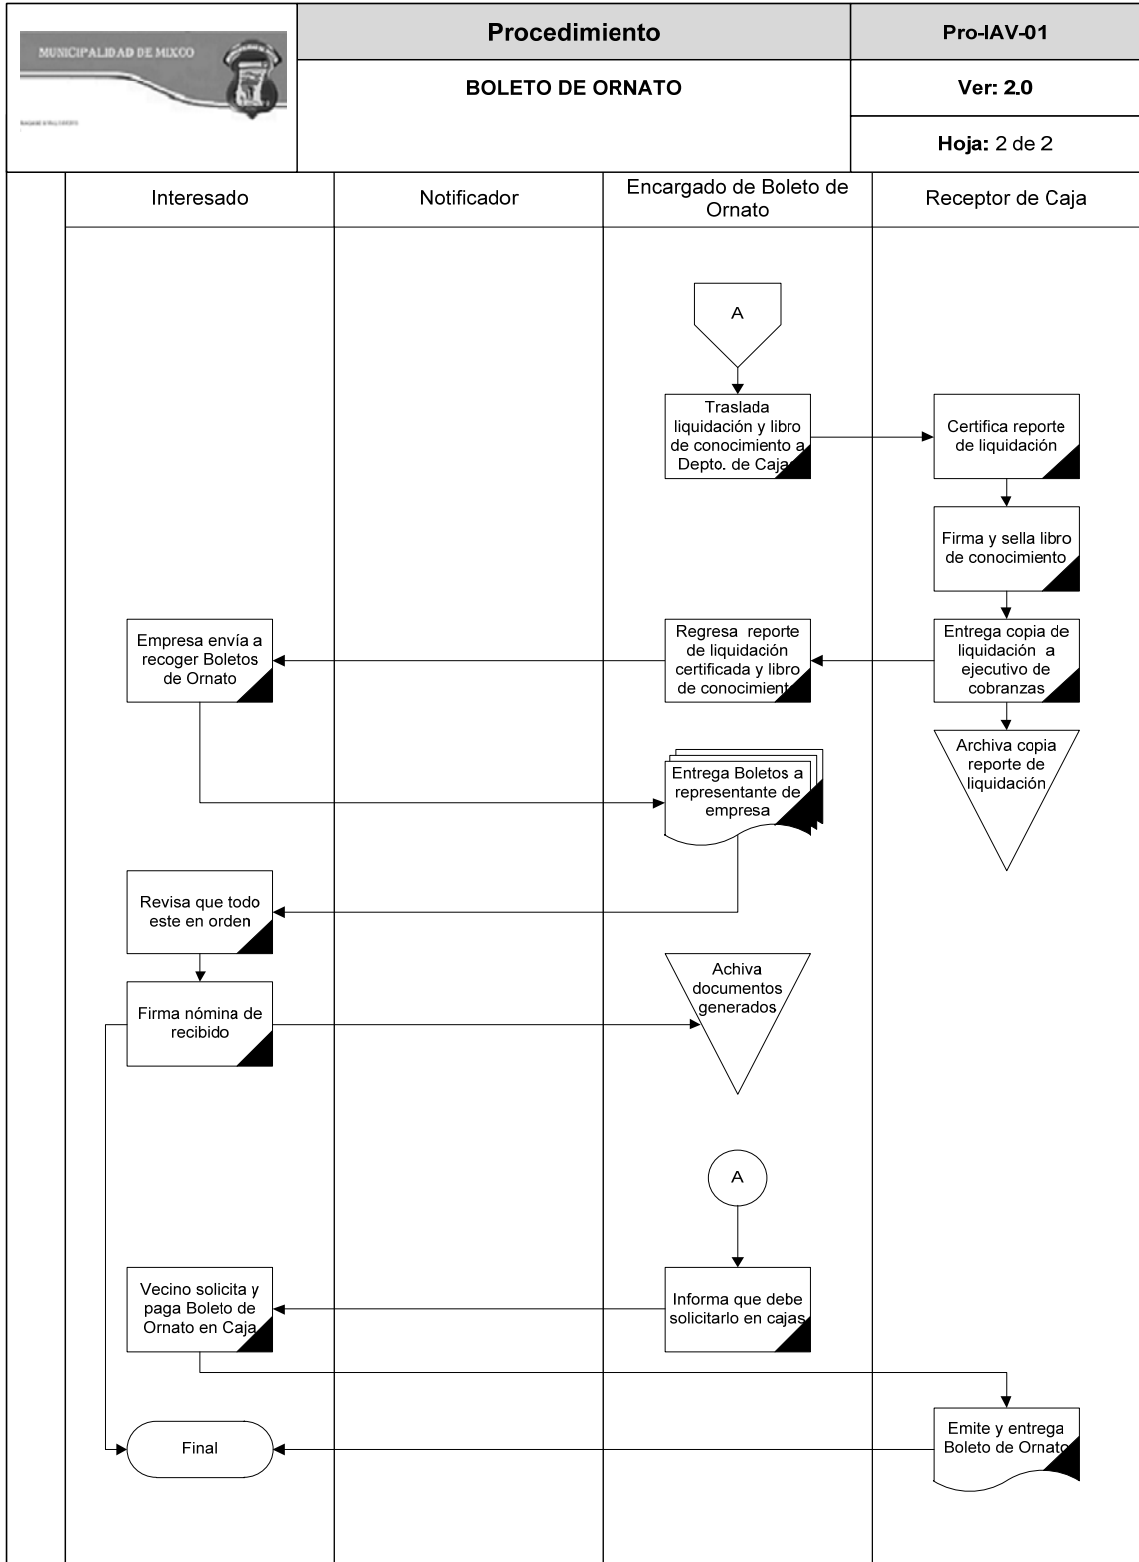 MUNICIPALIDAD DE MIXCO
Procedimiento
Pro-IAV-01
BOLETO DE ORNATO
Ver: 2.0
Hoja: 2 de 2
Interesado
Notificador
Encargado de Boleto de
Ornato
Receptor de Caja
A
Traslada
liquidación y libro
de conocimiento a
Depto. de Cajas
Certifica reporte
de liquidación
Firma y sella libro
de conocimiento
Empresa envía a
recoger Boletos
de Ornato
Regresa reporte
de liquidación
certificada y libro
de conocimiento
Entrega copia de
liquidación a
ejecutivo de
cobranzas
Archiva copia
reporte de
liquidación
Entrega Boletos a
representante de
empresa
Revisa que todo
este en orden
Firma nómina de
recibido
Achiva
documentos
generados
A
Vecino solicita y
paga Boleto de
Ornato en Caja
Informa que debe
solicitarlo en cajas
Final
Emite y entrega
Boleto de Ornato